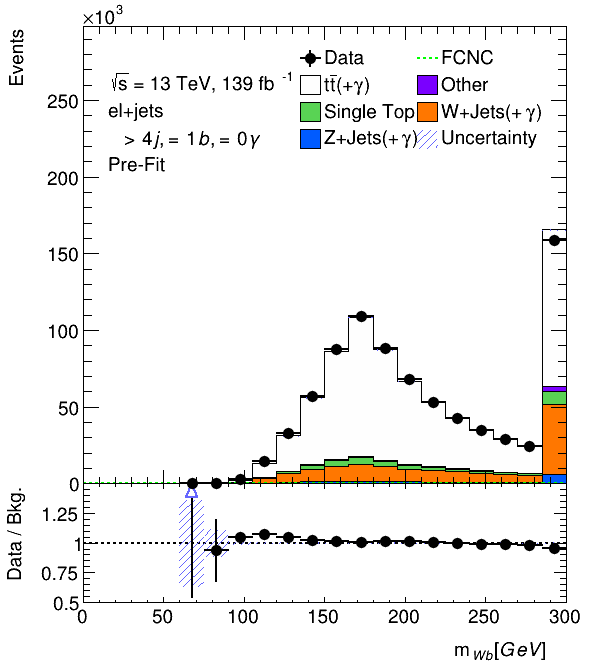 ×10³
Events
250
200
150
100
50
0
√s = 13 TeV, 139 fb⁻¹
el+jets
> 4j, = 1b, = 0γ
Pre-Fit
Data
FCNC
tt̄(+γ)
Other
Single Top
W+Jets(+γ)
Z+Jets(+γ)
Uncertainty
Data / Bkg.
1.25
1
0.75
0.5
0 50 100 150 200 250 300
m_Wb[GeV]